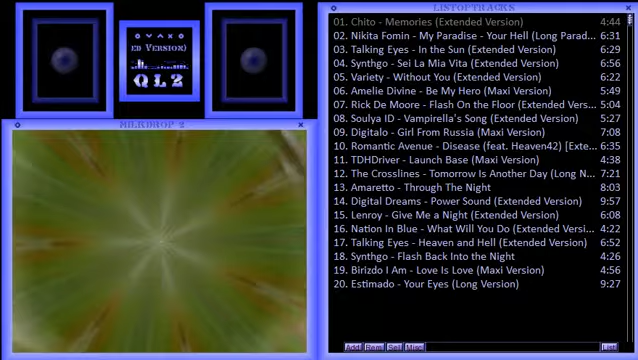 LISTOFTRACKS
ED VERSION)
QL2
MILKDROP 2
01. Chito - Memories (Extended Version) 4:44
02. Nikita Fomin - My Paradise - Your Hell (Long Parad... 6:31
03. Talking Eyes - In the Sun (Extended Version) 6:29
04. Synthgo - Sei La Mia Vita (Extended Version) 6:56
05. Variety - Without You (Extended Version) 6:22
06. Amelie Divine - Be My Hero (Maxi Version) 5:49
07. Rick De Moore - Flash On the Floor (Extended Vers... 5:04
08. Soulya ID - Vampirella's Song (Extended Version) 5:27
09. Digitalo - Girl From Russia (Maxi Version) 7:08
10. Romantic Avenue - Disease (feat. Heaven42) [Exte... 6:35
11. TDHDriver - Launch Base (Maxi Version) 4:38
12. The Crosslines - Tomorrow Is Another Day (Long N... 7:21
13. Amaretto - Through The Night 8:03
14. Digital Dreams - Power Sound (Extended Version) 9:57
15. Lenroy - Give Me a Night (Extended Version) 6:08
16. Nation In Blue - What Will You Do (Extended Versi... 4:22
17. Talking Eyes - Heaven and Hell (Extended Version) 6:52
18. Synthgo - Flash Back Into the Night 4:26
19. Birizdo I Am - Love Is Love (Maxi Version) 4:56
20. Estimado - Your Eyes (Long Version) 9:27
Add Rem Sel Misc List